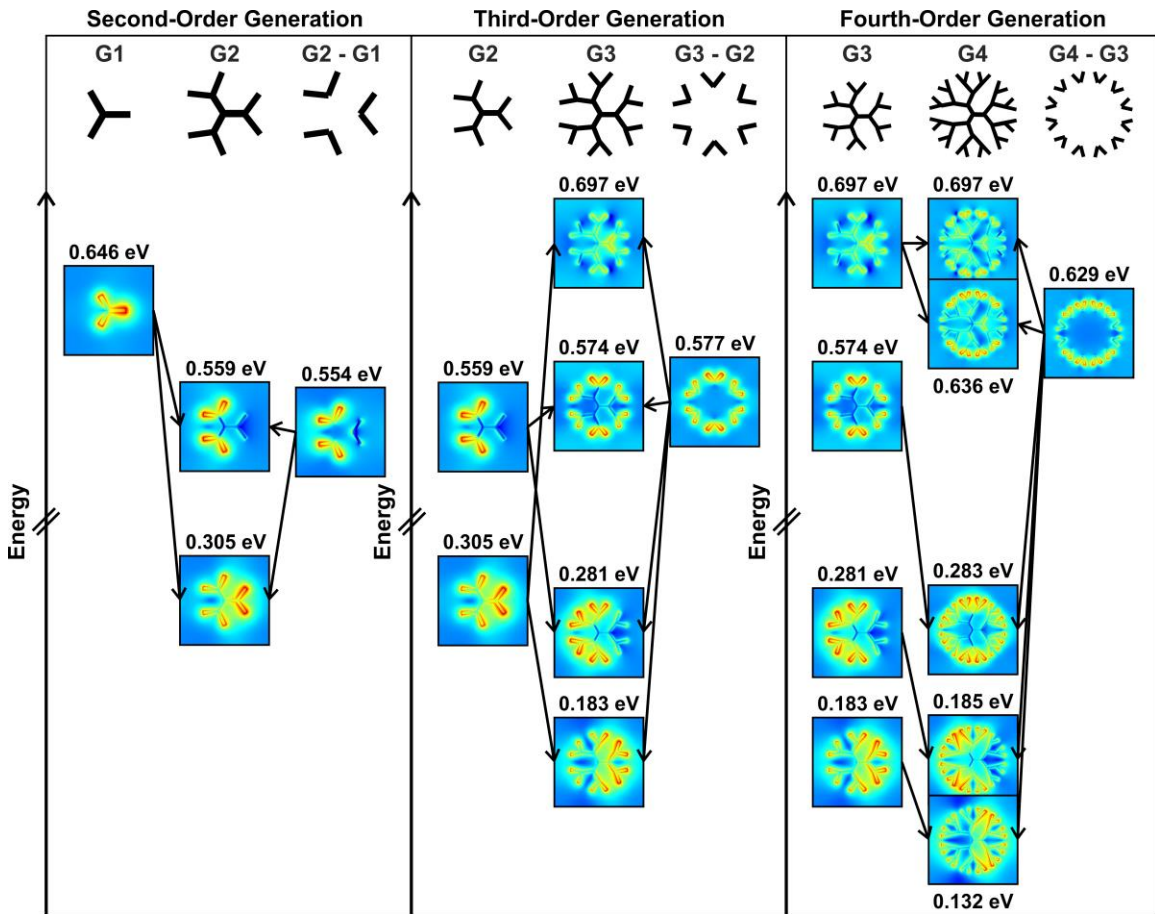 Second-Order Generation Third-Order Generation Fourth-Order Generation
G1 G2 G2 - G1 G2 G3 G3 - G2 G3 G4 G4 - G3
0.697 eV 0.697 eV 0.697 eV
0.646 eV 0.629 eV
0.559 eV 0.554 eV 0.559 eV 0.574 eV 0.577 eV 0.574 eV 0.636 eV
Energy Energy Energy
0.305 eV 0.305 eV 0.281 eV 0.281 eV 0.283 eV
0.183 eV 0.183 eV 0.185 eV
0.132 eV